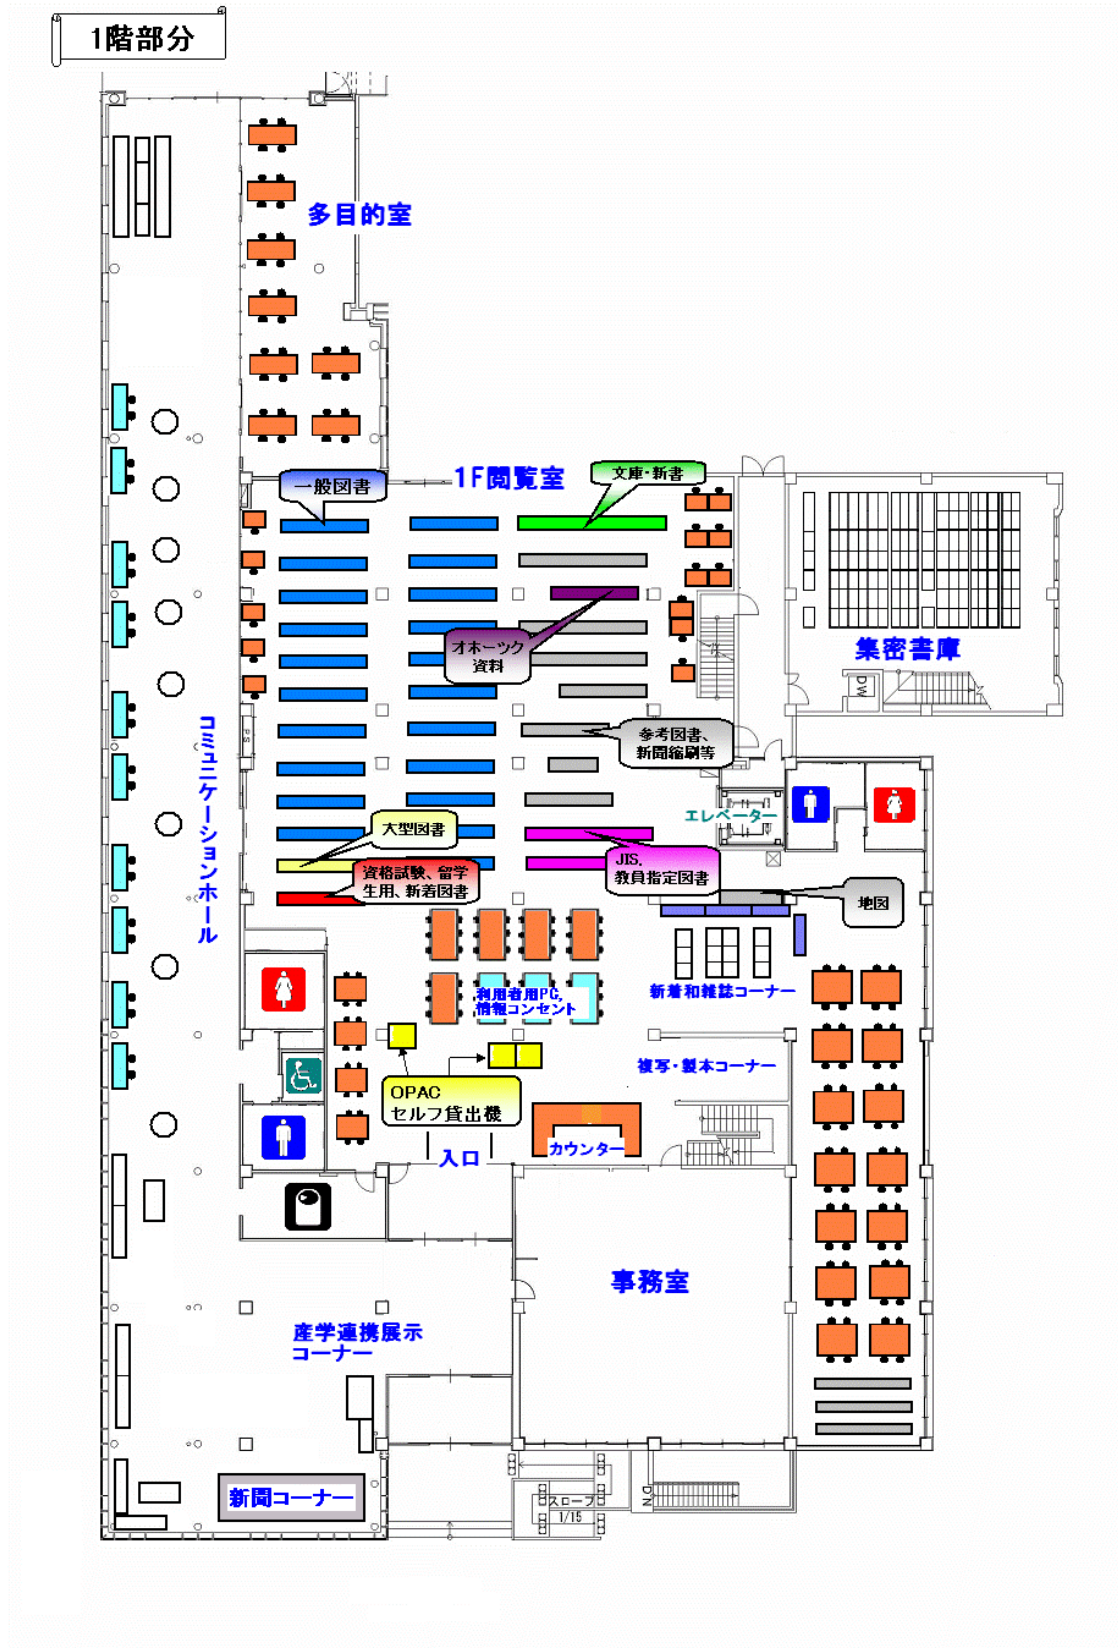 1階部分
多目的室
1F閲覧室
文庫・新書
一般図書
オホーツク
資料
集密書庫
DW
コミュニケーションホール
PS
参考図書、
新聞縮刷等
エレベーター
大型図書
資格試験、留学
生用、新着図書
JIS,
教員指定図書
地図
利用者用PC,
情報コンセント
新着和雑誌コーナー
複写・製本コーナー
OPAC
セルフ貸出機
カウンター
入口
事務室
産学連携展示
コーナー
新聞コーナー
スロープ
1/15
DN